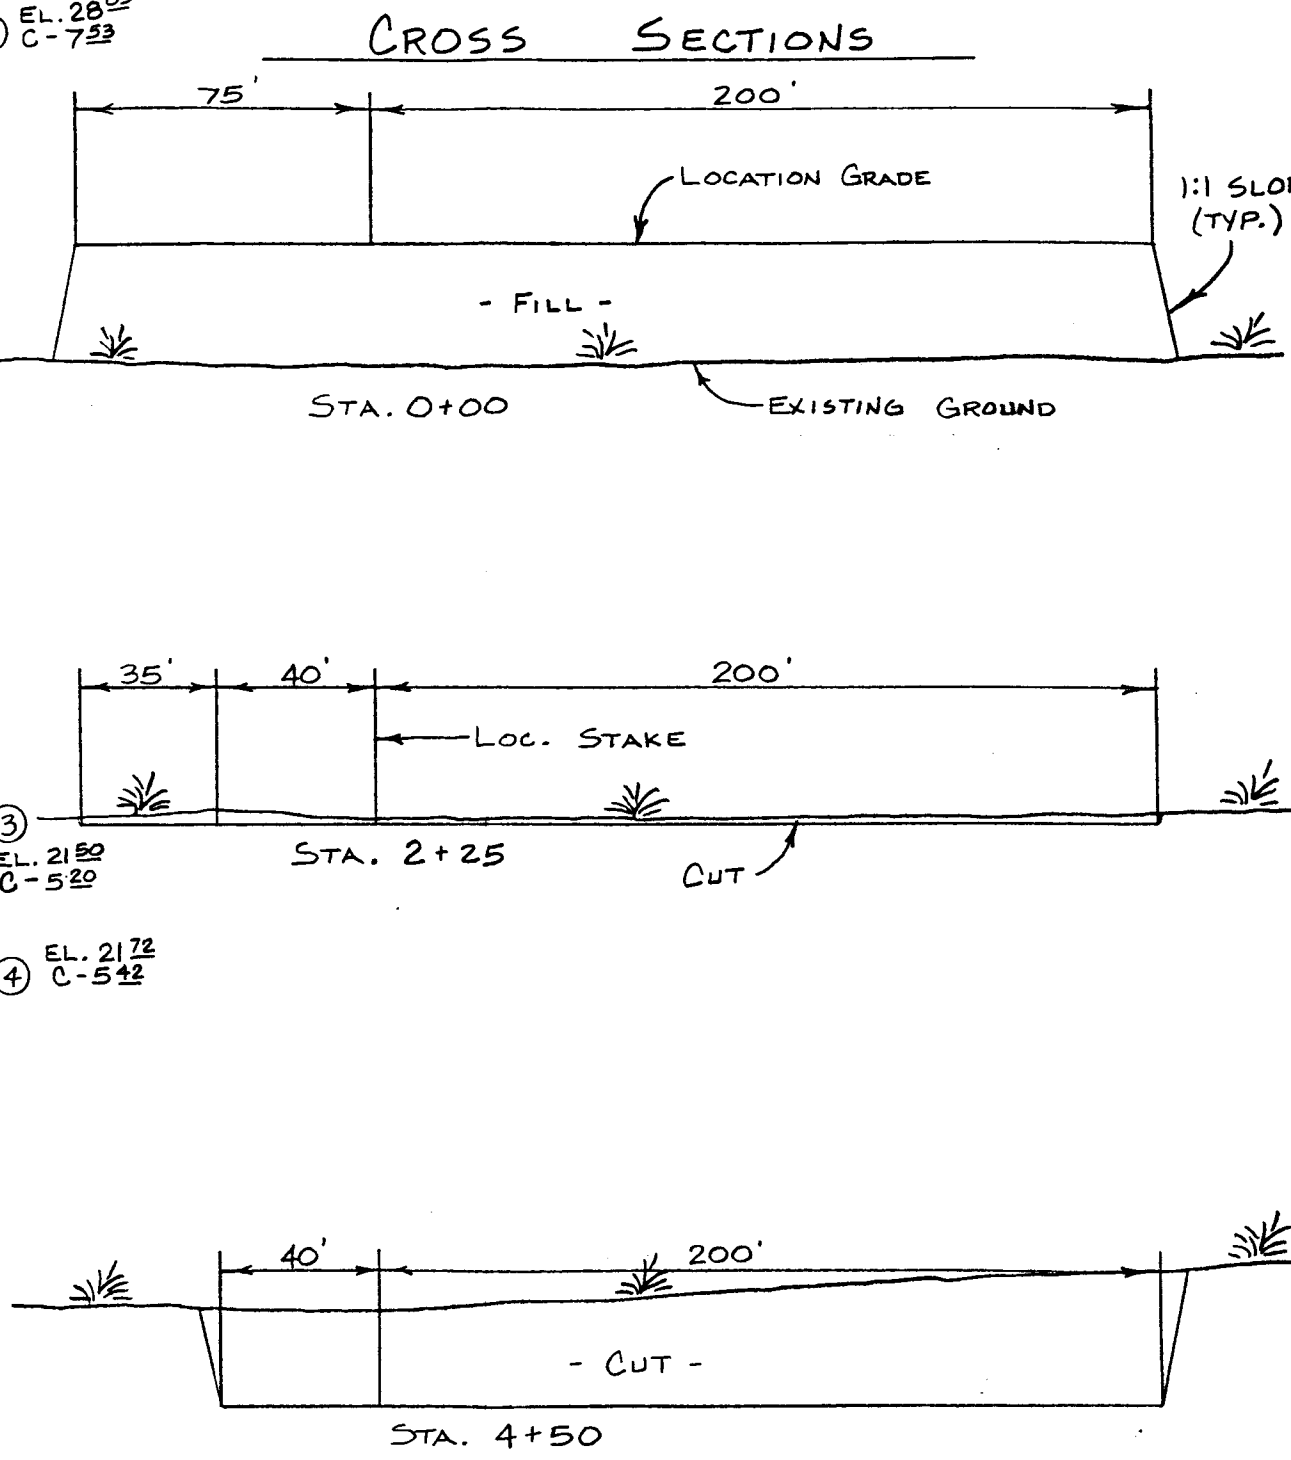 EL. 28
C-7 53
CROSS SECTIONS
75' 200'
LOCATION GRADE
1:1
(TYP.)
- FILL -
STA. 0+00
EXISTING GROUND
35' 40' 200'
LOC. STAKE
3
EL. 21 50
C-5 20
STA. 2+25
CUT
4
EL. 21 72
C-5 42
40' 200'
- CUT -
STA. 4+50